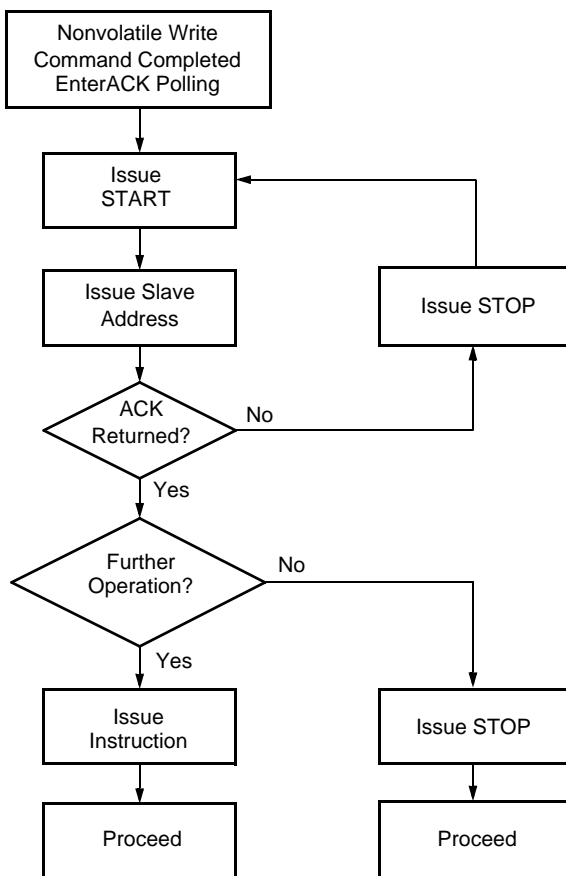 Nonvolatile Write
Command Completed
EnterACK Polling
Issue
START
Issue Slave
Address
Issue STOP
ACK
Returned?
No
Yes
Further
Operation?
No
Yes
Issue
Instruction
Issue STOP
Proceed
Proceed